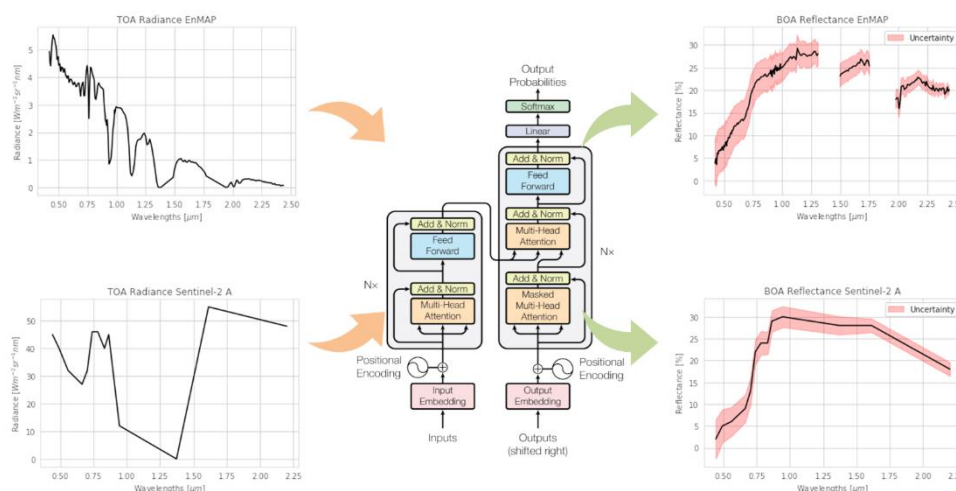 TOA Radiance EnMAP
Radiance [Wm⁻²sr⁻¹nm]
5
4
3
2
1
0
0.50 0.75 1.00 1.25 1.50 1.75 2.00 2.25 2.50
Wavelengths [μm]
TOA Radiance Sentinel-2 A
Radiance [Wm⁻²sr⁻¹nm]
50
40
30
20
10
0
0.50 0.75 1.00 1.25 1.50 1.75 2.00 2.25
Wavelengths [μm]
Output
Probabilities
Softmax
Linear
Add & Norm
Feed
Forward
Add & Norm
Multi-Head
Attention
Add & Norm
Masked
Multi-Head
Attention
N×
Positional
Encoding
Output
Embedding
Outputs
(shifted right)
Add & Norm
Feed
Forward
Add & Norm
Multi-Head
Attention
N×
Positional
Encoding
Input
Embedding
Inputs
BOA Reflectance EnMAP
Uncertainty
Reflectance [%]
30
25
20
15
10
5
0
0.50 0.75 1.00 1.25 1.50 1.75 2.00 2.25 2.50
Wavelengths [μm]
BOA Reflectance Sentinel-2 A
Uncertainty
Reflectance [%]
30
25
20
15
10
5
0
0.50 0.75 1.00 1.25 1.50 1.75 2.00 2.25
Wavelengths [μm]